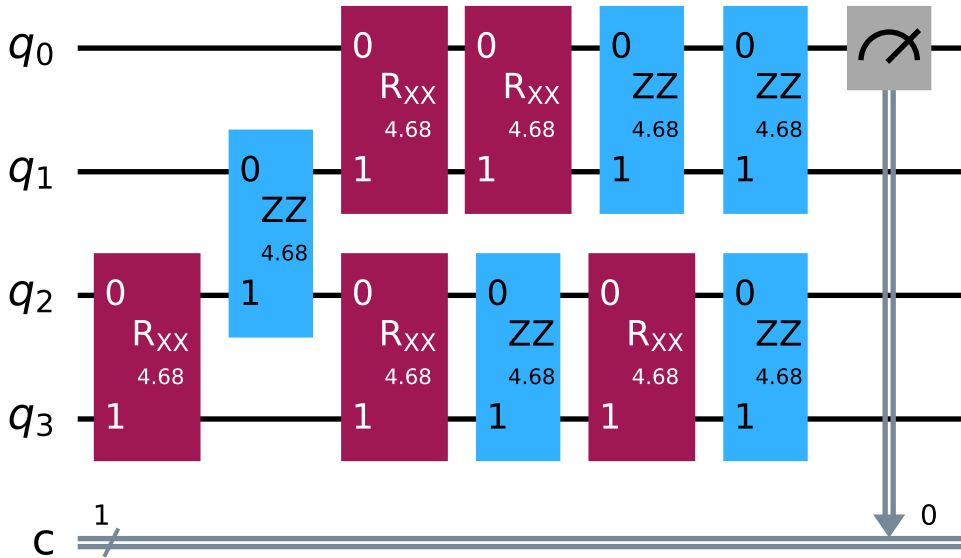 q0 0 0 0 0
RXX RXX ZZ ZZ
4.68 4.68 4.68 4.68
q1 0 1 1 1 1
ZZ
4.68
q2 0 1 0 0 0 0
RXX RXX ZZ RXX ZZ
4.68 4.68 4.68 4.68 4.68
q3 1 1 1 1 1
1 0
c